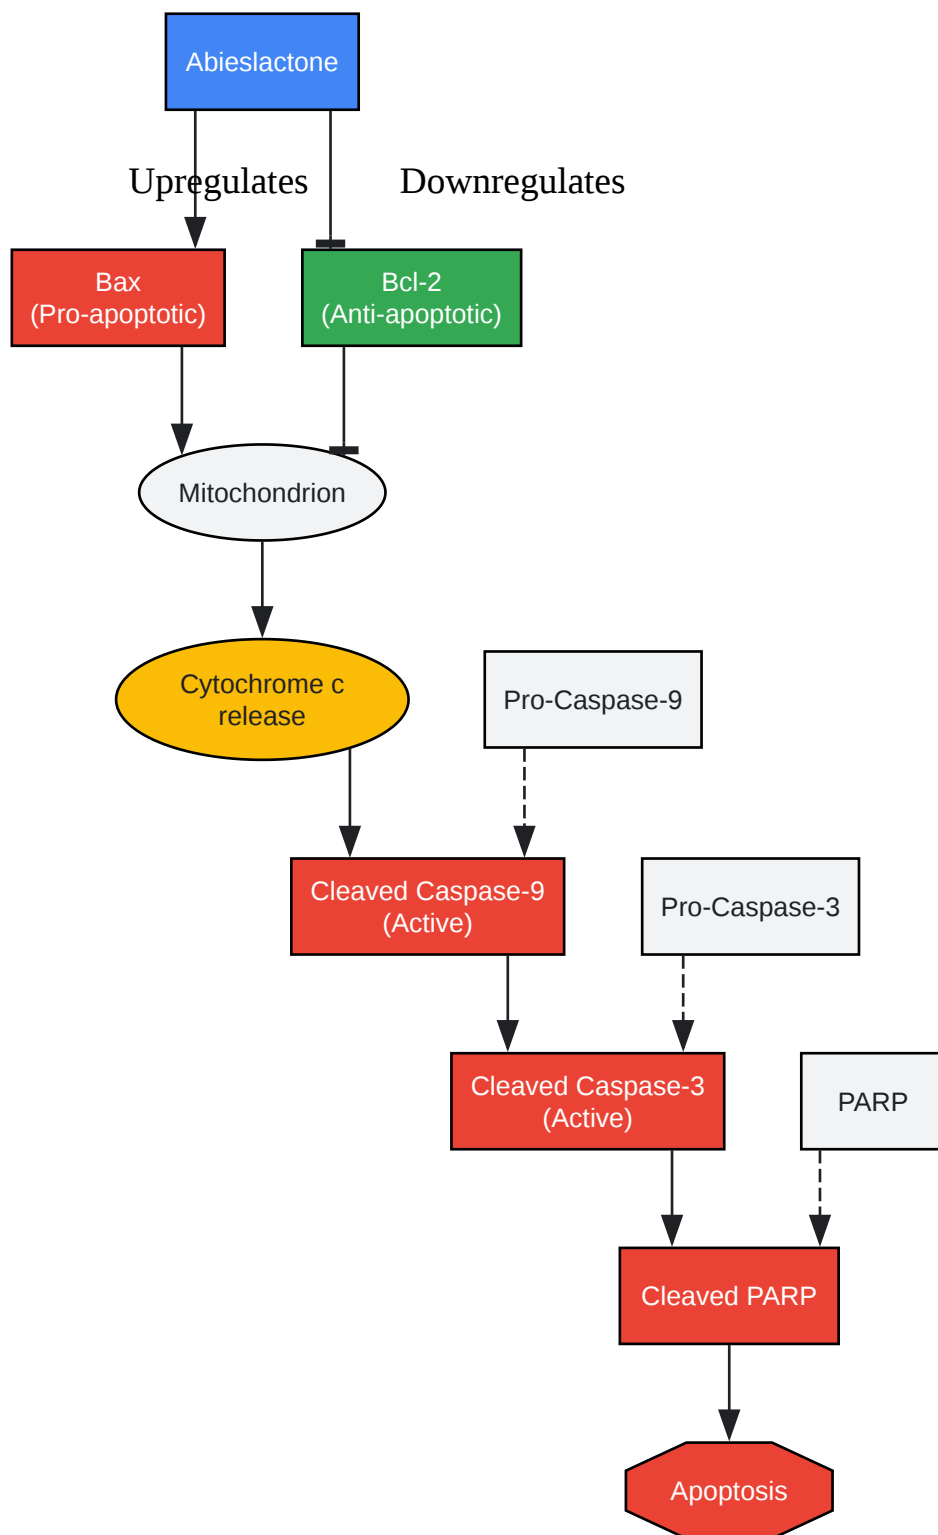 Abieslactone
Upregulates
Downregulates
Bax
(Pro-apoptotic)
Bcl-2
(Anti-apoptotic)
Mitochondrion
Cytochrome c
release
Pro-Caspase-9
Cleaved Caspase-9
(Active)
Pro-Caspase-3
Cleaved Caspase-3
(Active)
PARP
Cleaved PARP
Apoptosis